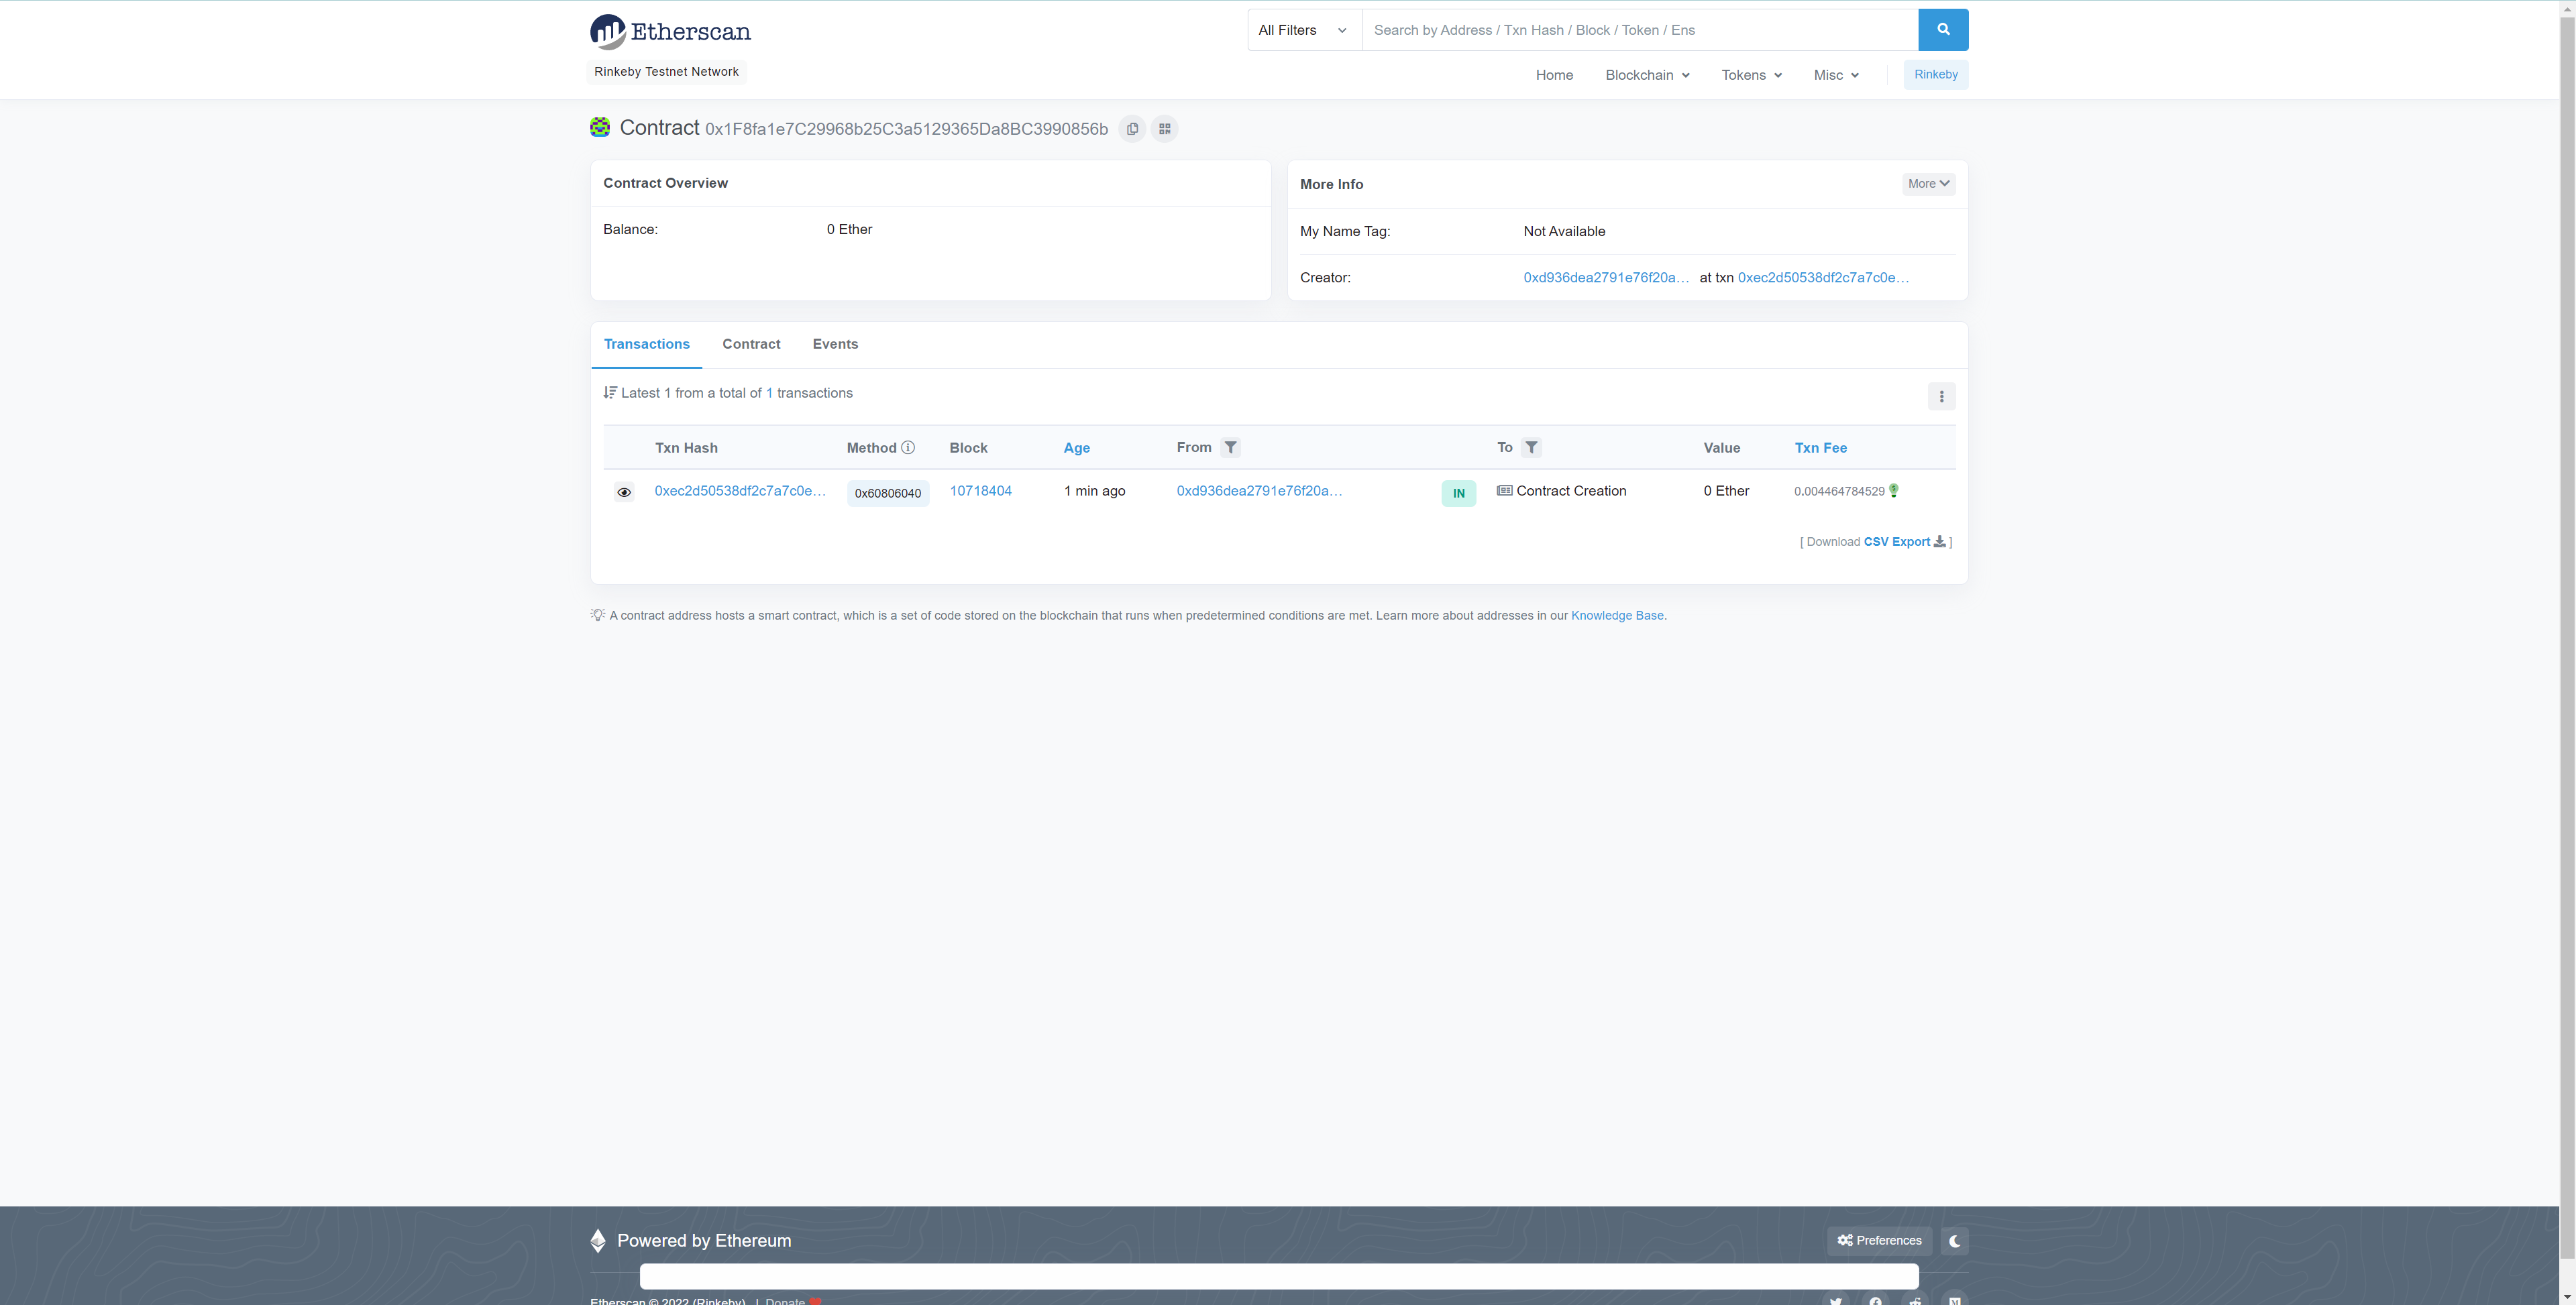 Etherscan
All Filters
Search by Address / Txn Hash / Block / Token / Ens
Rinkeby Testnet Network
Home Blockchain Tokens Misc Rinkeby
Contract 0x1F8fa1e7C29968b25C3a5129365Da8BC3990856b
Contract Overview
Balance: 0 Ether
More Info
More
My Name Tag: Not Available
Creator: 0xd936dea2791e76f20a... at txn 0xec2d50538df2c7a7c0e...
Transactions Contract Events
Latest 1 from a total of 1 transactions
Txn Hash Method Block Age From To Value Txn Fee
0xec2d50538df2c7a7c0e... 0x60806040 10718404 1 min ago 0xd936dea2791e76f20a... IN Contract Creation 0 Ether 0.004464784529
[ Download CSV Export ]
A contract address hosts a smart contract, which is a set of code stored on the blockchain that runs when predetermined conditions are met. Learn more about addresses in our Knowledge Base.
Powered by Ethereum
Preferences
Etherscan © 2022 (Rinkeby) | Donate